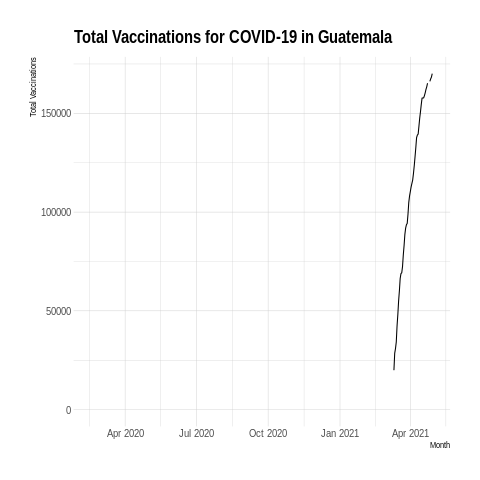 Total Vaccinations for COVID-19 in Guatemala
Total Vaccinations
150000
100000
50000
0
Apr 2020 Jul 2020 Oct 2020 Jan 2021 Apr 2021
Month